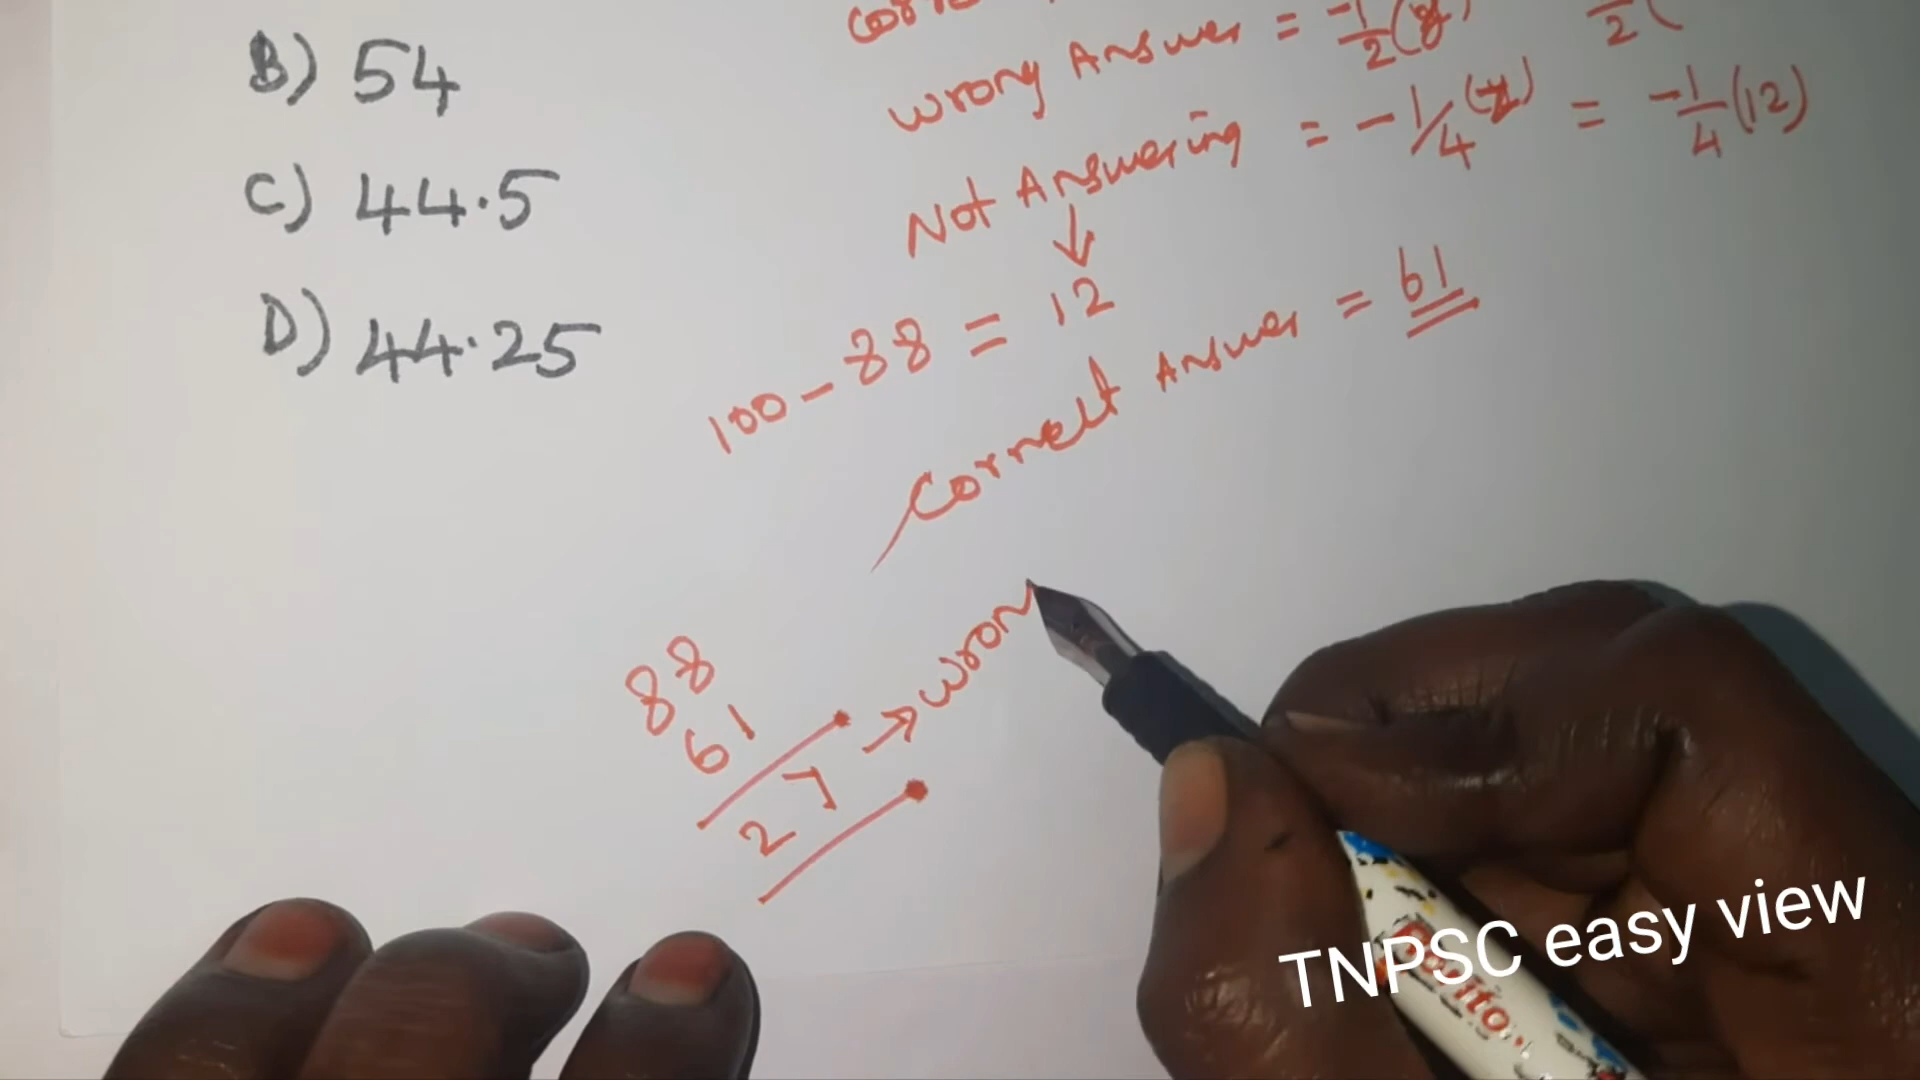 B) 54
C) 44.5
D) 44.25
Wrong Answer = -1/2(
2(
Not Answering = -1/4 = -1/4(12)
100 - 88 = 12
Correct Answer = 61
88
61
27 → Wron
TNPSC easy view